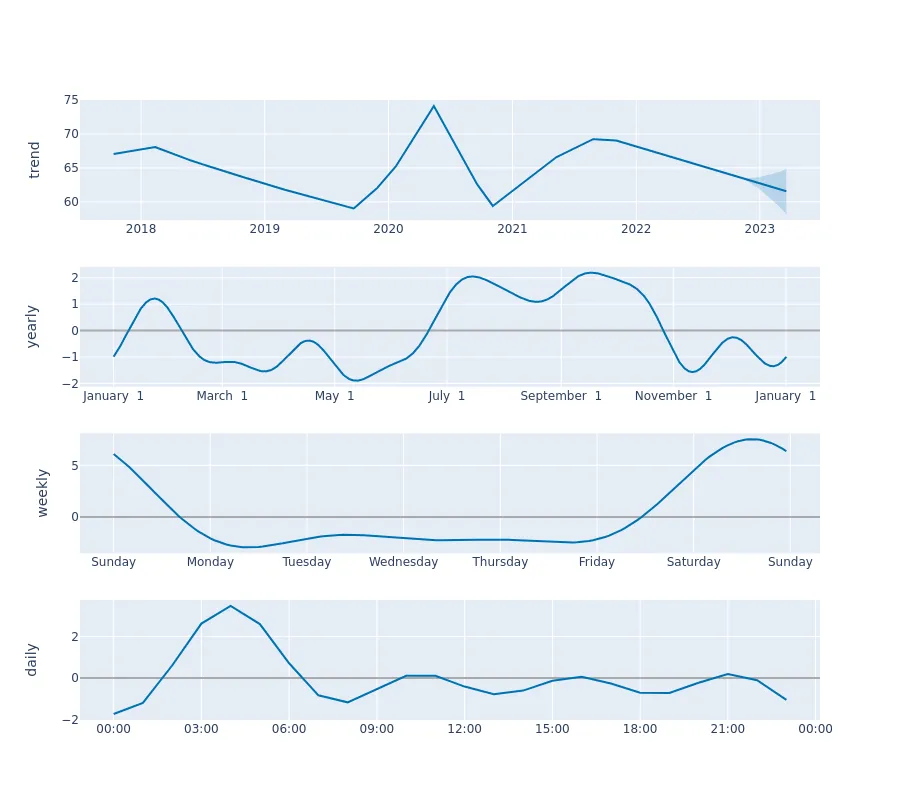 trend
75
70
65
60
2018 2019 2020 2021 2022 2023
yearly
2
1
0
−1
−2
January 1 March 1 May 1 July 1 September 1 November 1 January 1
weekly
5
0
Sunday Monday Tuesday Wednesday Thursday Friday Saturday Sunday
daily
2
0
−2
00:00 03:00 06:00 09:00 12:00 15:00 18:00 21:00 00:00